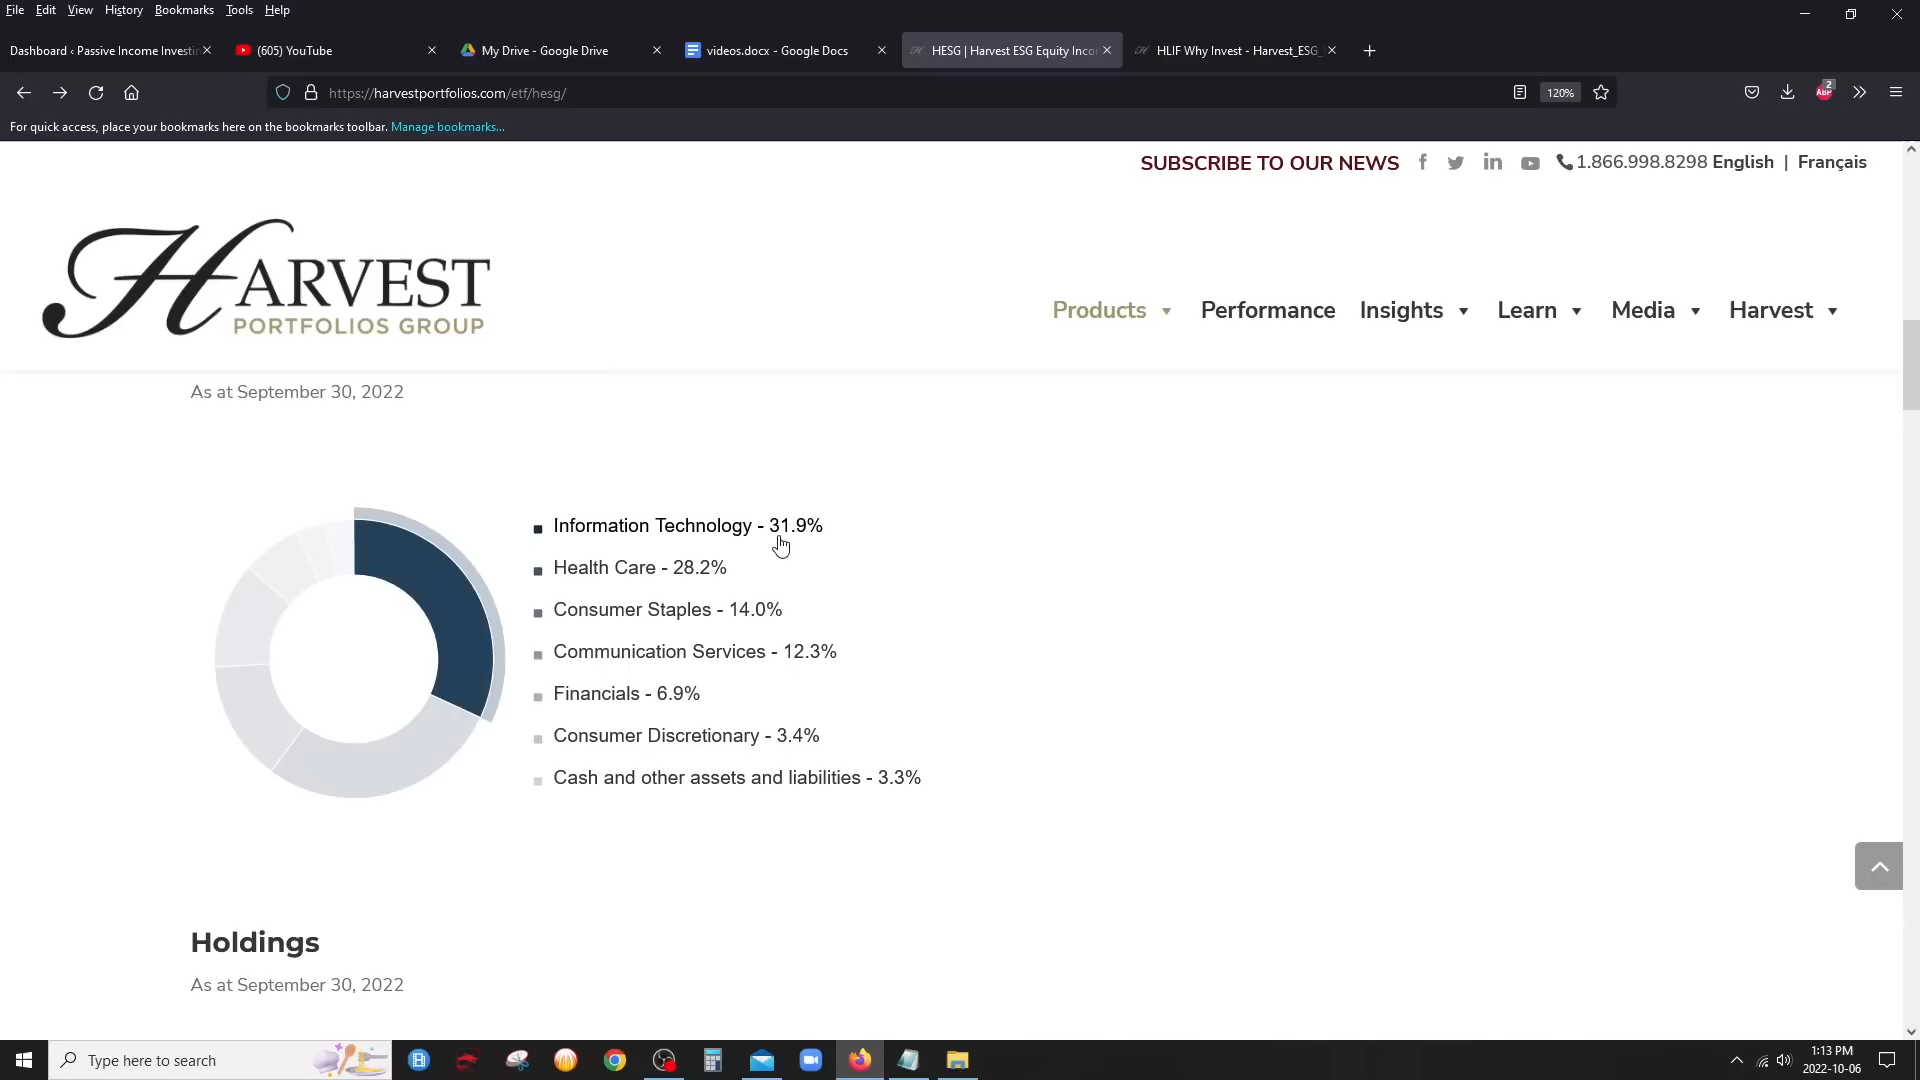 File Edit View History Bookmarks Tools Help
Dashboard ‹ Passive Income Investin
(605) YouTube
My Drive - Google Drive
videos.docx - Google Docs
HESG | Harvest ESG Equity Inco
HLIF Why Invest - Harvest_ESG_
https://harvestportfolios.com/etf/hesg/
120%
ABP
2
For quick access, place your bookmarks here on the bookmarks toolbar. Manage bookmarks...
SUBSCRIBE TO OUR NEWS
1.866.998.8298 English | Français
HARVEST
PORTFOLIOS GROUP
Products Performance Insights Learn Media Harvest
As at September 30, 2022
Information Technology - 31.9%
Health Care - 28.2%
Consumer Staples - 14.0%
Communication Services - 12.3%
Financials - 6.9%
Consumer Discretionary - 3.4%
Cash and other assets and liabilities - 3.3%
Holdings
As at September 30, 2022
Type here to search
1:13 PM
2022-10-06